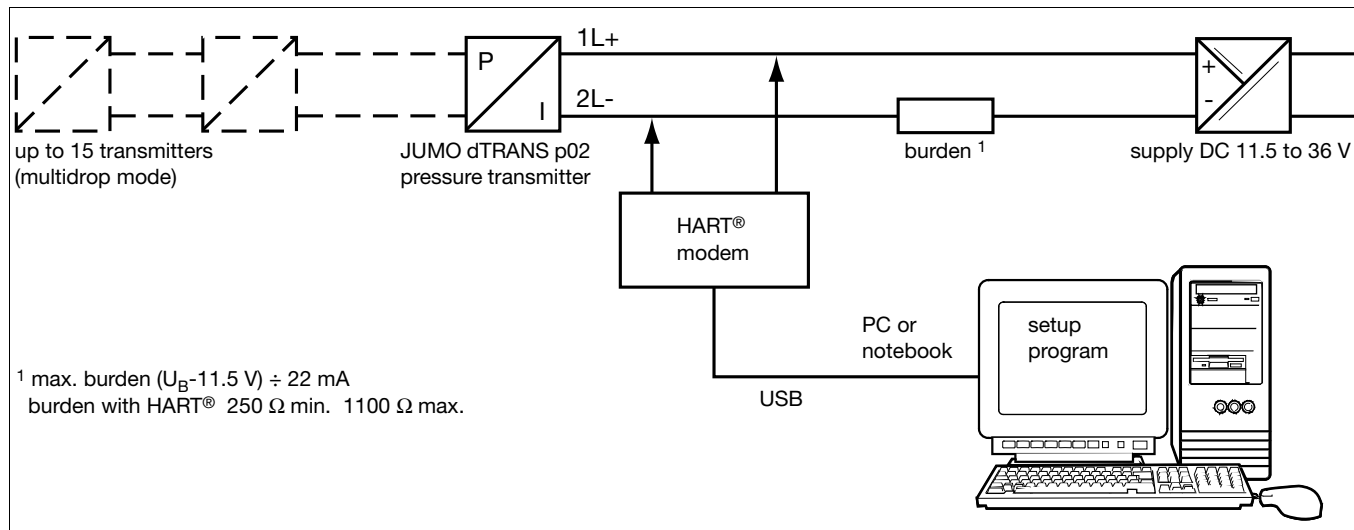 1L+
P
I
2L-
+
-
up to 15 transmitters
(multidrop mode)
JUMO dTRANS p02
pressure transmitter
burden ¹
supply DC 11.5 to 36 V
HART®
modem
PC or
notebook
setup
program
USB
¹ max. burden (U_B-11.5 V) ÷ 22 mA
burden with HART® 250 Ω min. 1100 Ω max.